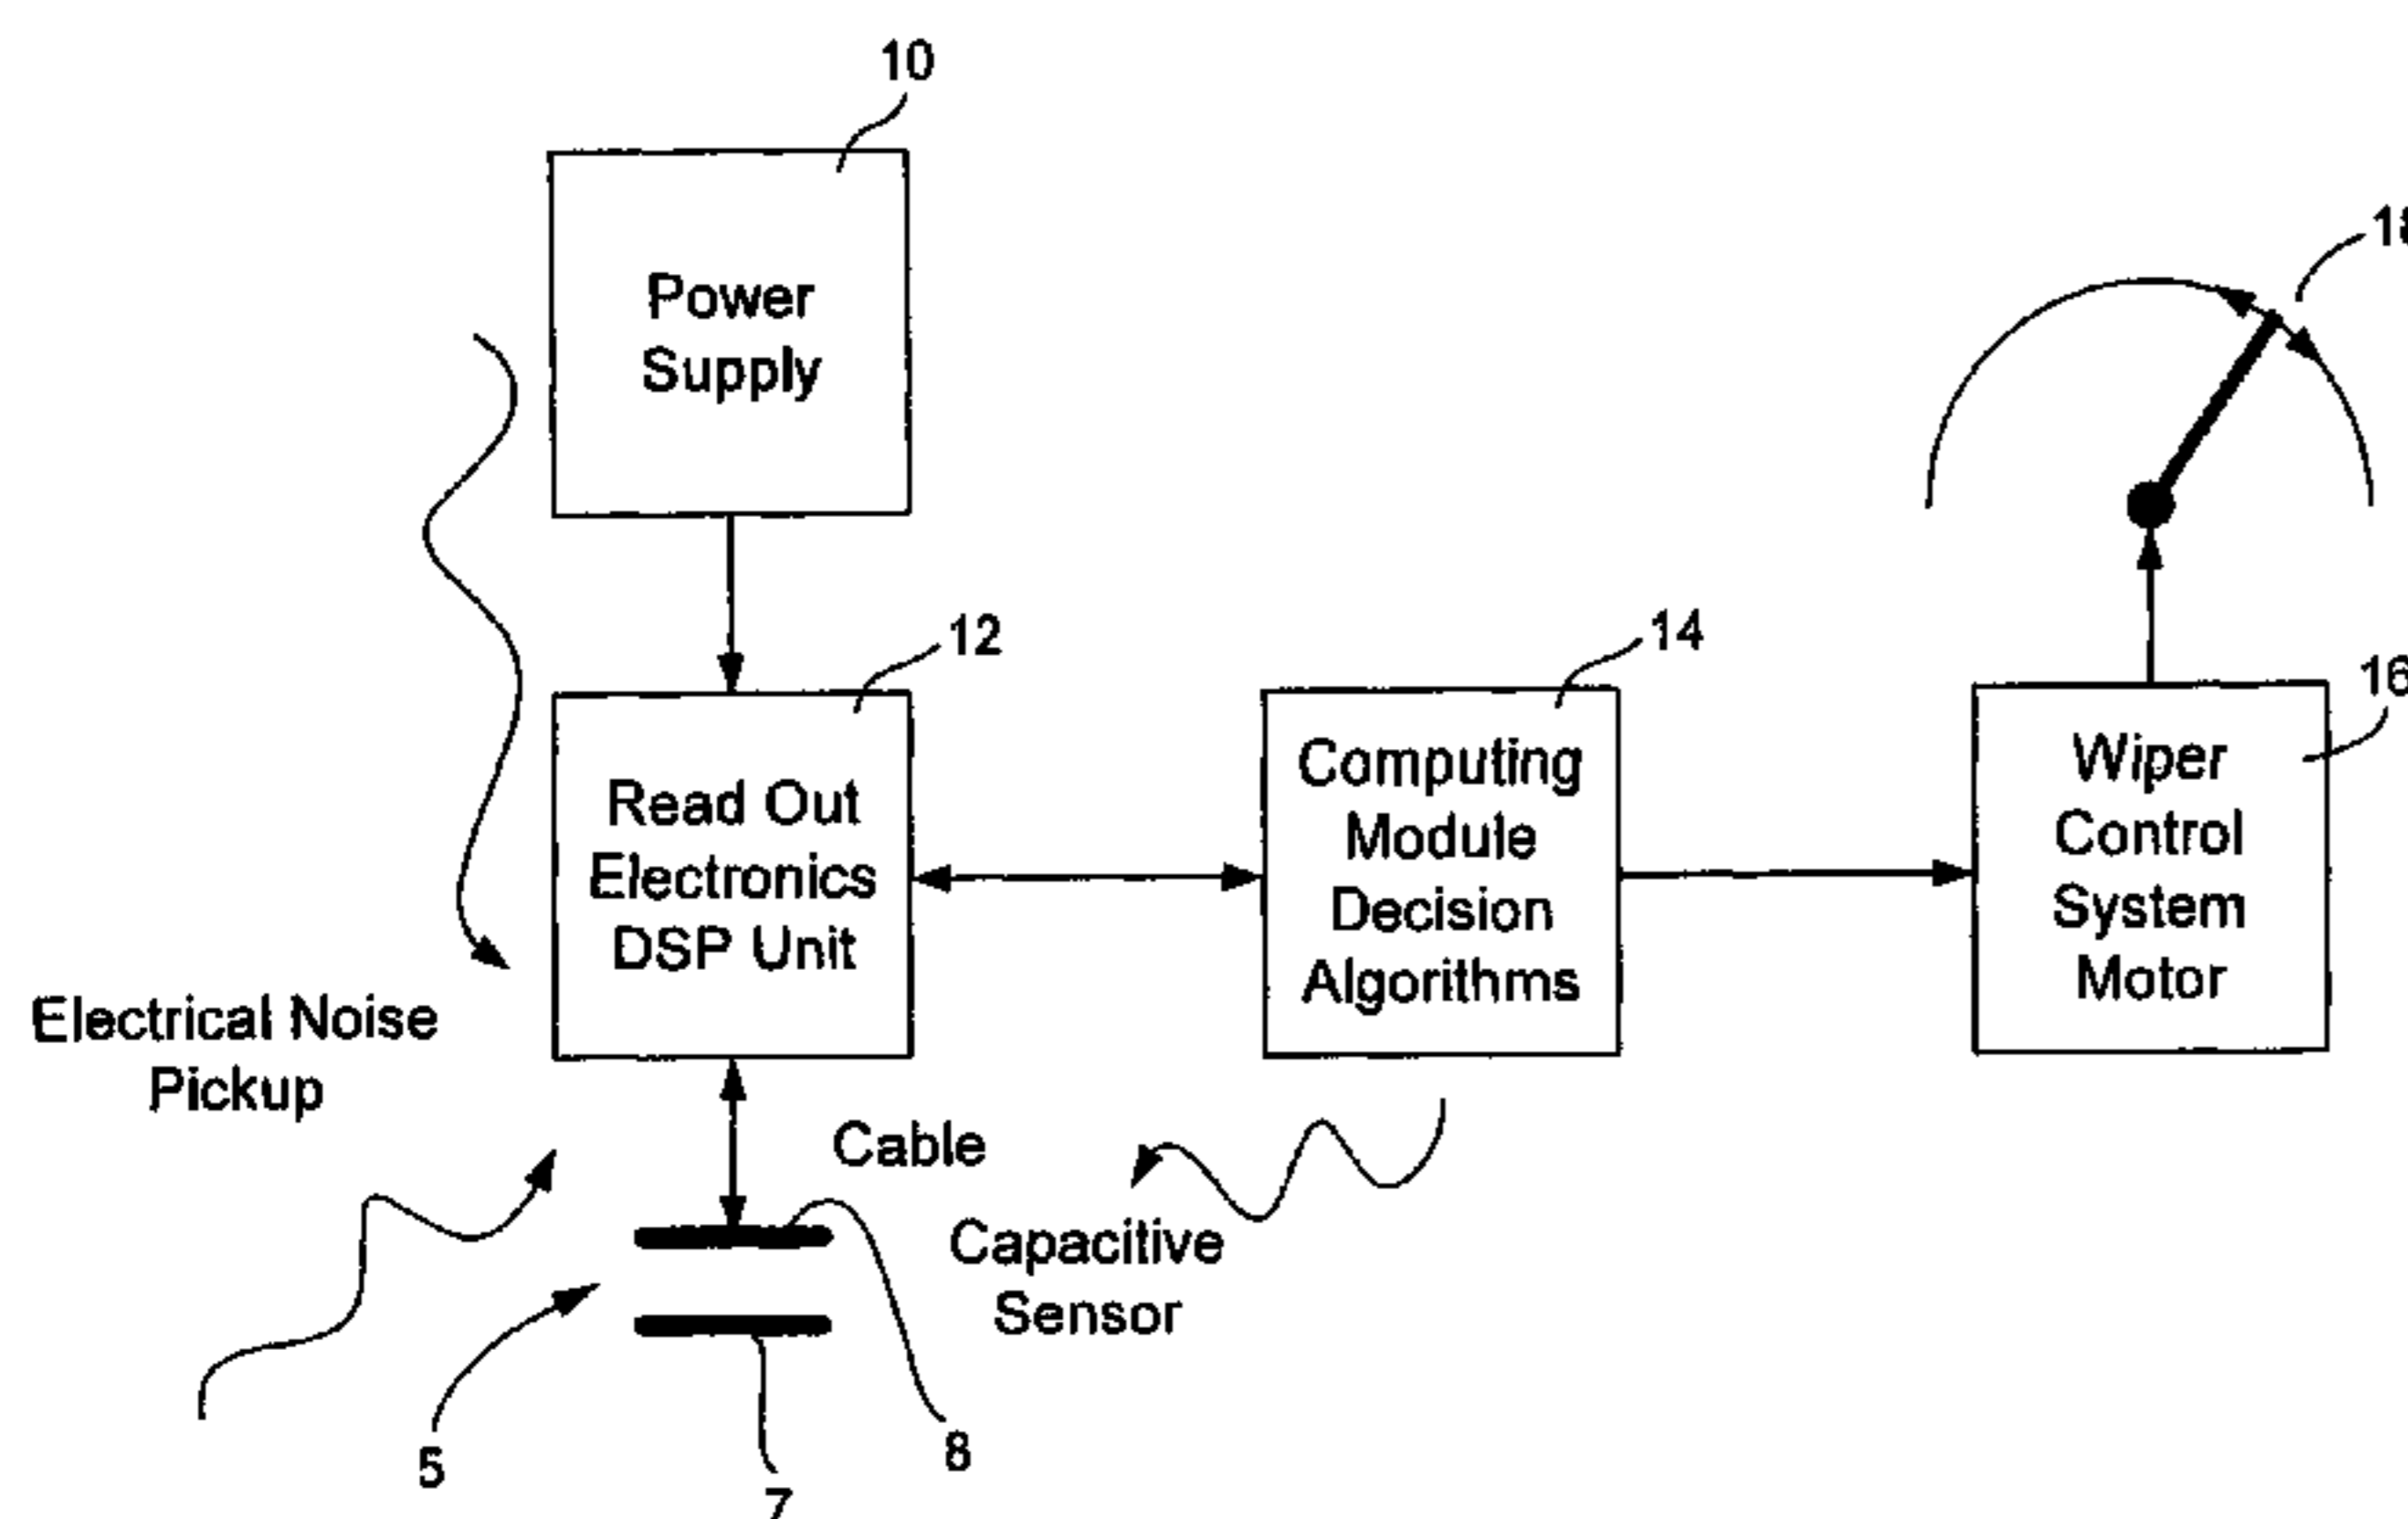 10
Power
Supply
18
12
14
16
Read Out
Electronics
DSP Unit
Computing
Module
Decision
Algorithms
Wiper
Control
System
Motor
Electrical Noise
Pickup
Cable
Capacitive
Sensor
5
8
7